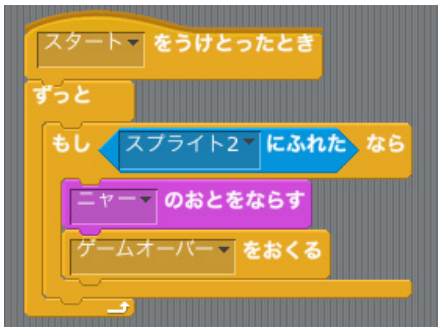 スタート をうけとったとき
ずっと
もし スプライト2 にふれた なら
ニャー のおとをならす
ゲームオーバー をおくる